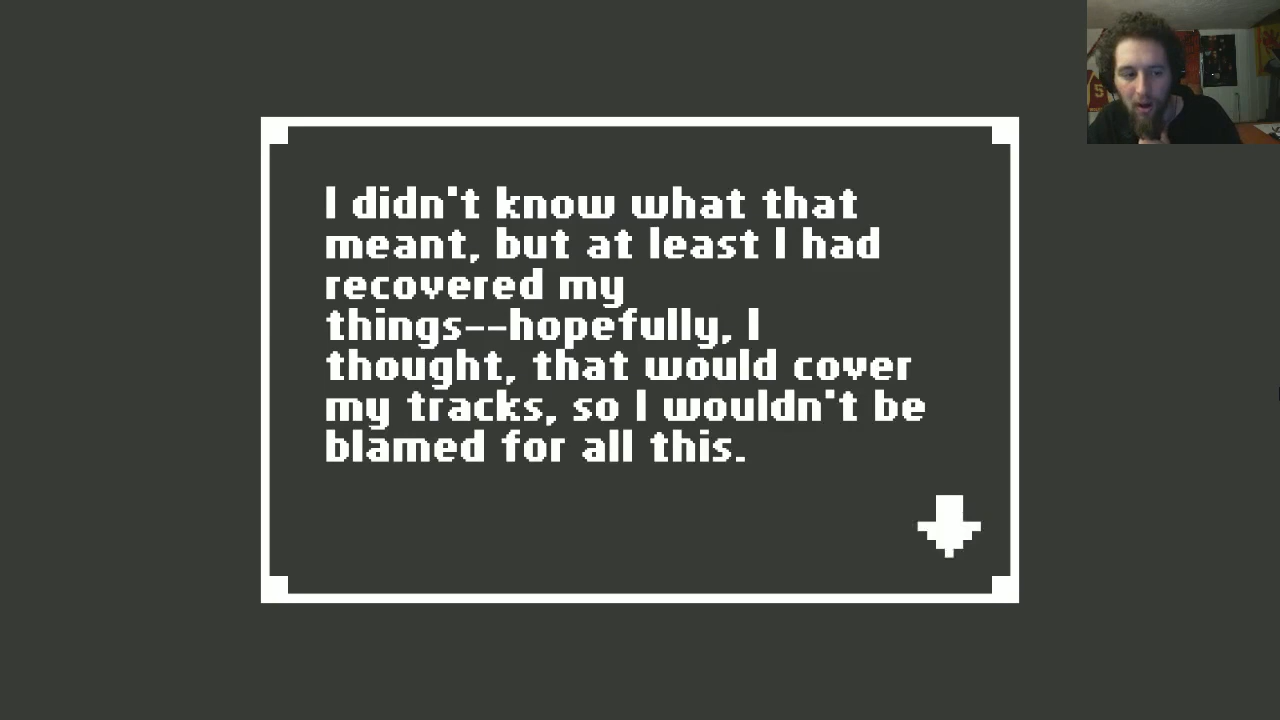 I didn't know what that
meant, but at least I had
recovered my
things--hopefully, I
thought, that would cover
my tracks, so I wouldn't be
blamed for all this.
5